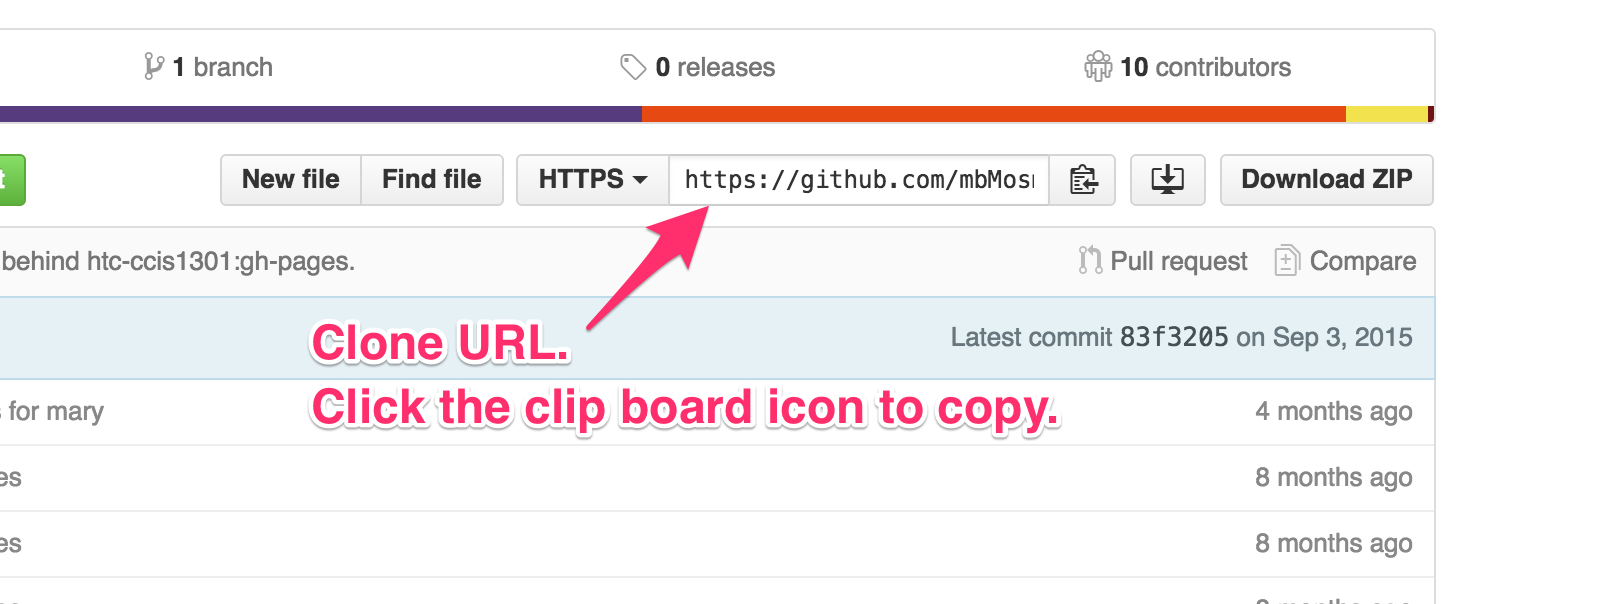 1 branch 0 releases 10 contributors
New file Find file HTTPS https://github.com/mbMos Download ZIP
behind htc-ccis1301:gh-pages. Pull request Compare
Clone URL.
Latest commit 83f3205 on Sep 3, 2015
Click the clip board icon to copy.
for mary 4 months ago
es 8 months ago
es 8 months ago